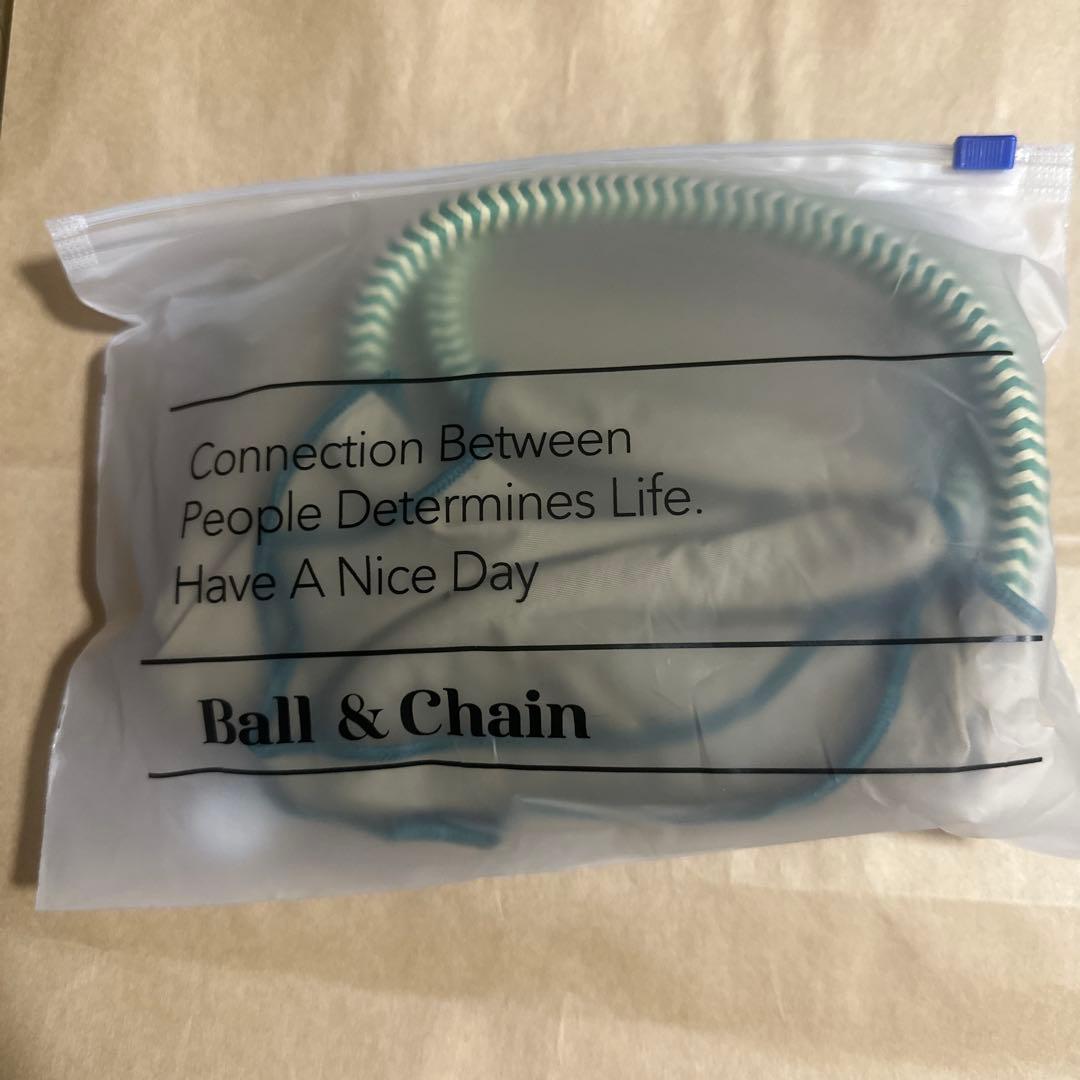 Connection Between
People Determines Life.
Have A Nice Day
Ball & Chain